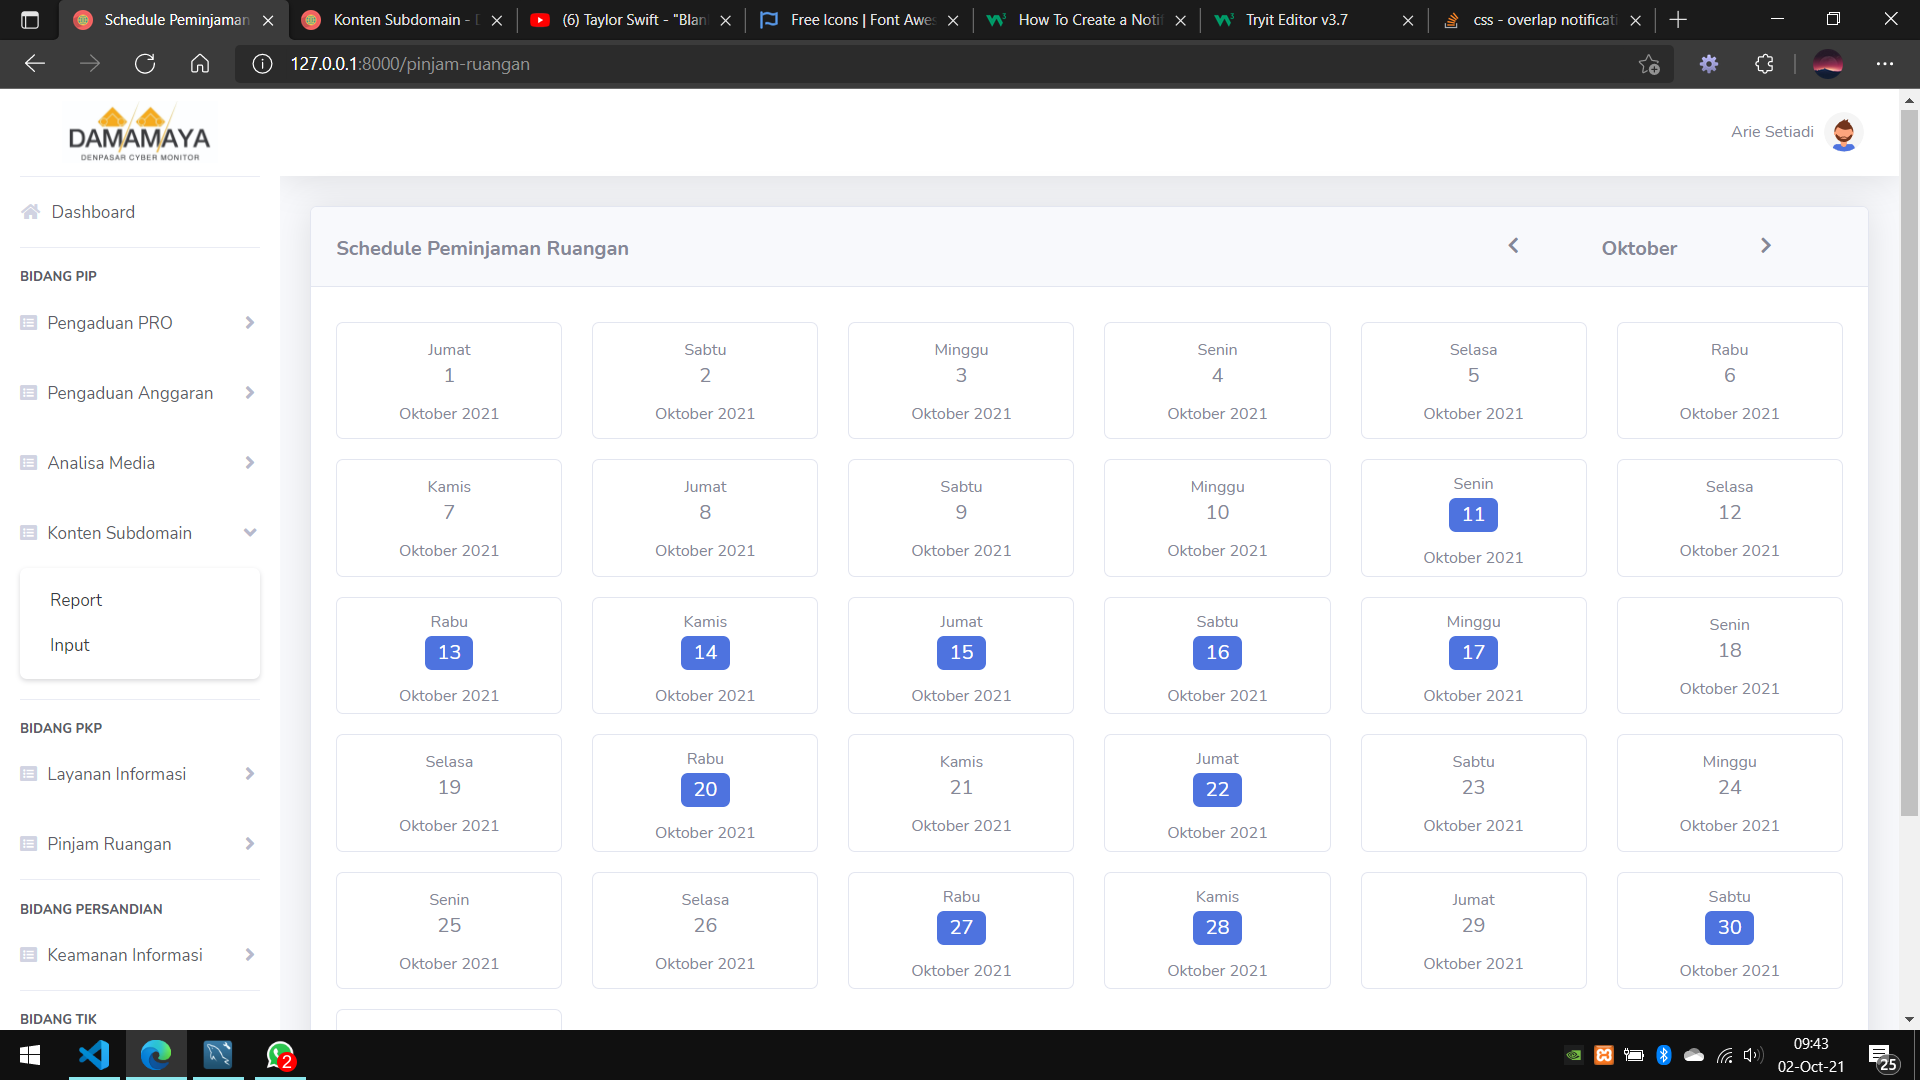 Schedule Peminjaman
Konten Subdomain - D
(6) Taylor Swift - "Blan
Free Icons | Font Awes
How To Create a Notif
Tryit Editor v3.7
css - overlap notificati
127.0.0.1:8000/pinjam-ruangan
DAMAMAYA
DENPASAR CYBER MONITOR
Arie Setiadi
Dashboard
BIDANG PIP
Pengaduan PRO
Pengaduan Anggaran
Analisa Media
Konten Subdomain
Report
Input
BIDANG PKP
Layanan Informasi
Pinjam Ruangan
BIDANG PERSANDIAN
Keamanan Informasi
BIDANG TIK
Schedule Peminjaman Ruangan
Oktober
Jumat
1
Oktober 2021
Sabtu
2
Oktober 2021
Minggu
3
Oktober 2021
Senin
4
Oktober 2021
Selasa
5
Oktober 2021
Rabu
6
Oktober 2021
Kamis
7
Oktober 2021
Jumat
8
Oktober 2021
Sabtu
9
Oktober 2021
Minggu
10
Oktober 2021
Senin
11
Oktober 2021
Selasa
12
Oktober 2021
Rabu
13
Oktober 2021
Kamis
14
Oktober 2021
Jumat
15
Oktober 2021
Sabtu
16
Oktober 2021
Minggu
17
Oktober 2021
Senin
18
Oktober 2021
Selasa
19
Oktober 2021
Rabu
20
Oktober 2021
Kamis
21
Oktober 2021
Jumat
22
Oktober 2021
Sabtu
23
Oktober 2021
Minggu
24
Oktober 2021
Senin
25
Oktober 2021
Selasa
26
Oktober 2021
Rabu
27
Oktober 2021
Kamis
28
Oktober 2021
Jumat
29
Oktober 2021
Sabtu
30
Oktober 2021
2
09:43
02-Oct-21
25